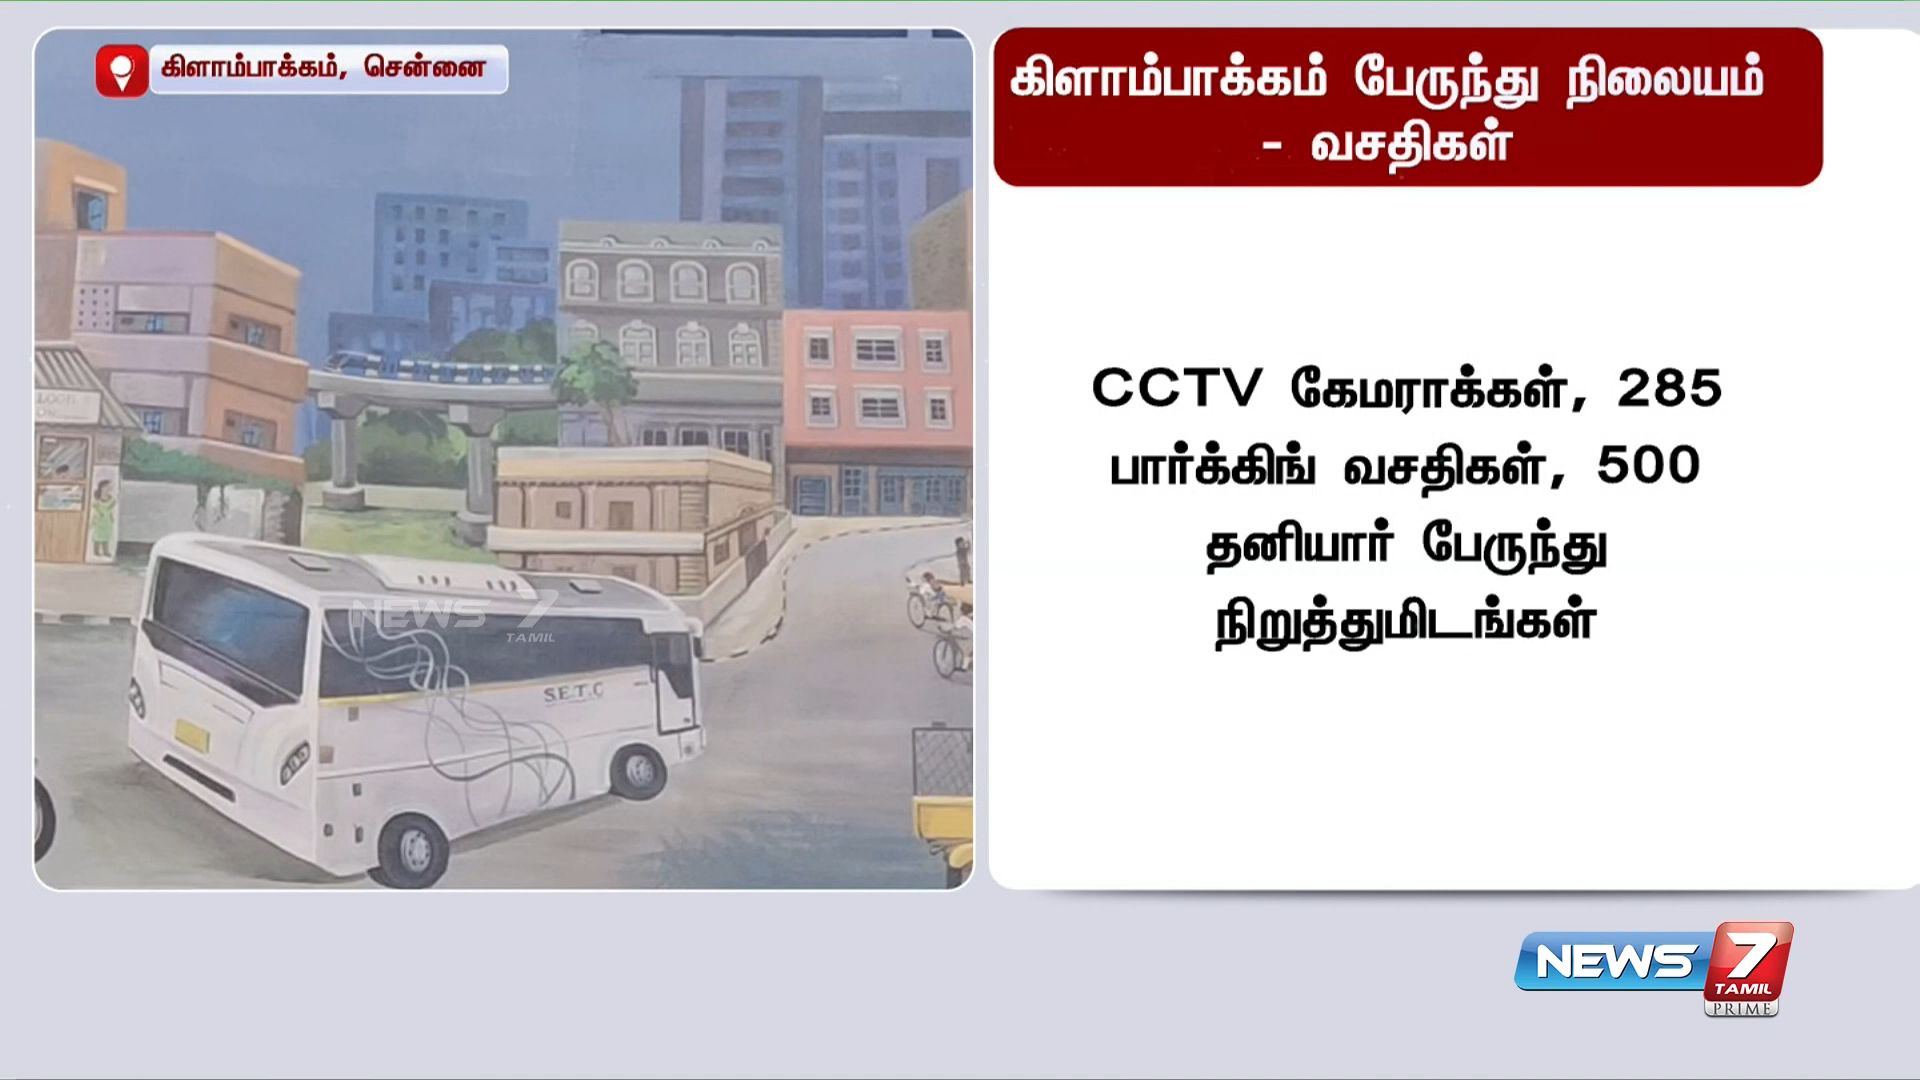 கிளாம்பாக்கம், சென்னை
கிளாம்பாக்கம் பேருந்து நிலையம்
- வசதிகள்
CCTV கேமராக்கள், 285
பார்க்கிங் வசதிகள், 500
தனியார் பேருந்து
நிறுத்துமிடங்கள்
NEWS 7
TAMIL
S.E.T.C
NEWS 7
TAMIL
PRIME